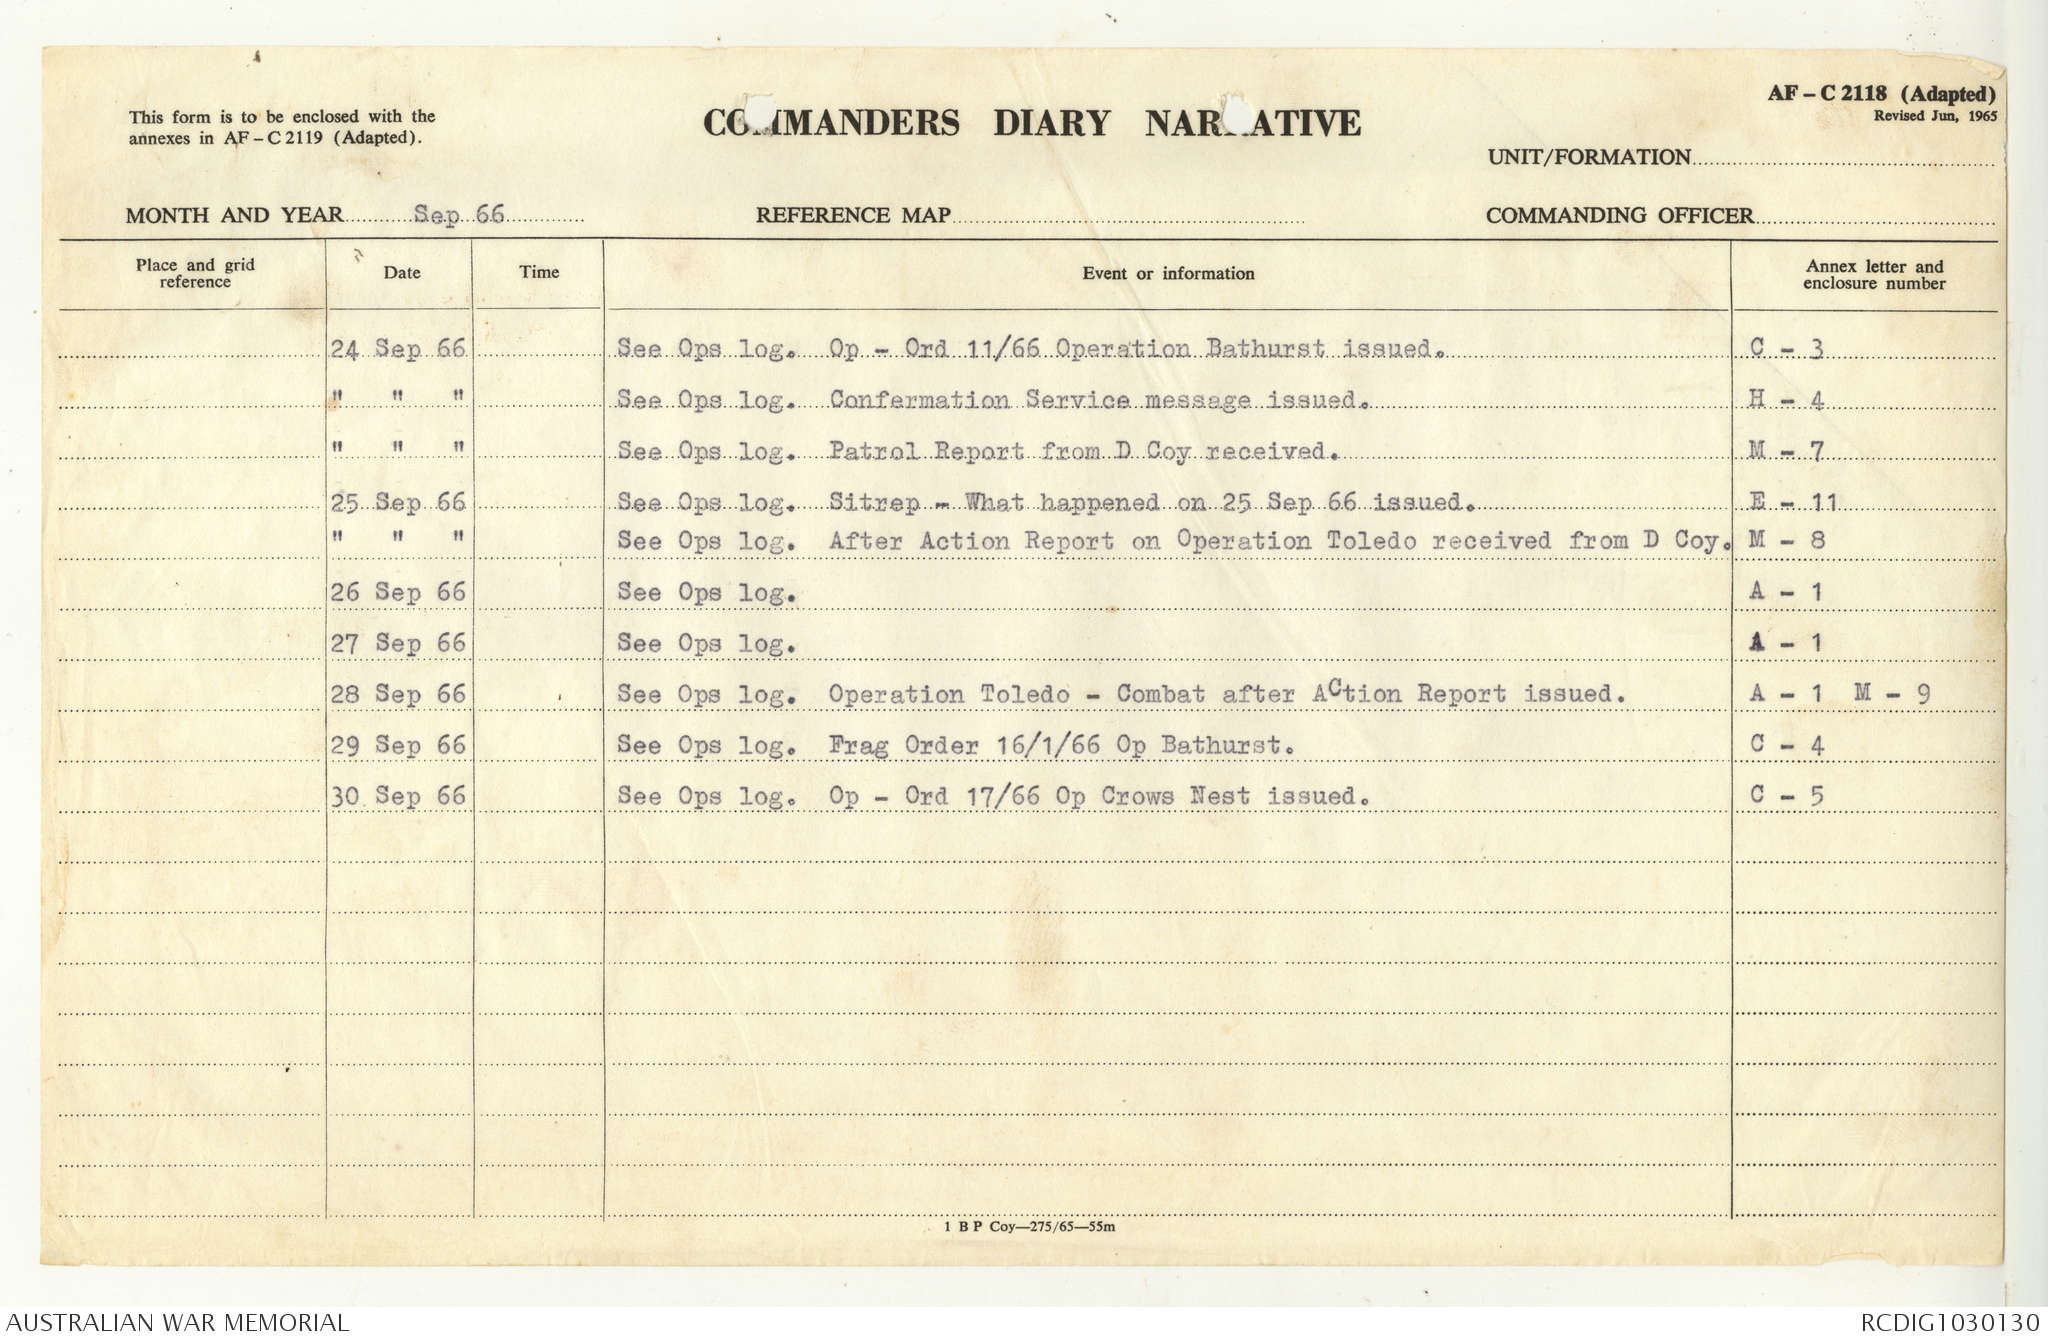 This form is to be enclosed with the
annexes in AF – C 2119 (Adapted).
COMMANDERS DIARY NARRATIVE
AF – C 2118 (Adapted)
Revised Jun, 1965
UNIT/FORMATION
MONTH AND YEAR Sep 66
REFERENCE MAP
COMMANDING OFFICER
Place and grid reference Date Time Event or information Annex letter and enclosure number
24 Sep 66 See Ops log. Op - Ord 11/66 Operation Bathurst issued. C - 3
" " " See Ops log. Confermation Service message issued. H - 4
" " " See Ops log. Patrol Report from D Coy received. M - 7
25 Sep 66 See Ops log. Sitrep - What happened on 25 Sep 66 issued. E - 11
" " " See Ops log. After Action Report on Operation Toledo received from D Coy. M - 8
26 Sep 66 See Ops log. A - 1
27 Sep 66 See Ops log. A - 1
28 Sep 66 See Ops log. Operation Toledo - Combat after ACtion Report issued. A - 1 M - 9
29 Sep 66 See Ops log. Frag Order 16/1/66 Op Bathurst. C - 4
30 Sep 66 See Ops log. Op - Ord 17/66 Op Crows Nest issued. C - 5
1 B P Coy—275/65—55m
AUSTRALIAN WAR MEMORIAL
RCDIG1030130